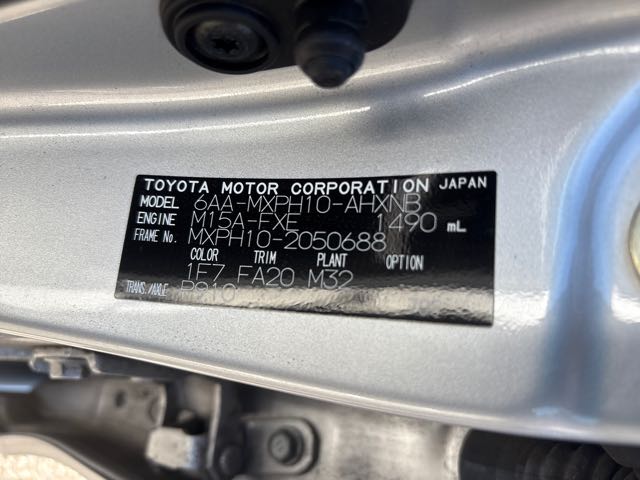 TOYOTA MOTOR CORPORATION JAPAN
MODEL 6AA-MXPH10-AHXNB
ENGINE M15A-FXE 1490 mL
FRAME No. MXPH10-2050688
COLOR TRIM PLANT OPTION
1F7 FA20 M32
TRANS./AXLE P910